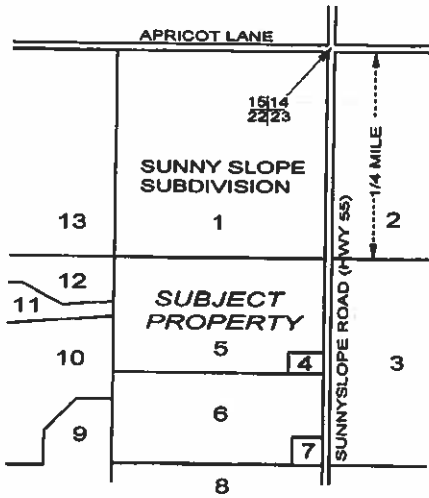 APRICOT LANE
15 14
22 23
SUNNY SLOPE
SUBDIVISION
13
1
2
1/4 MILE
SUNNYSLOPE ROAD (HWY 55)
12
11
SUBJECT
PROPERTY
10
5
4
3
6
9
7
8